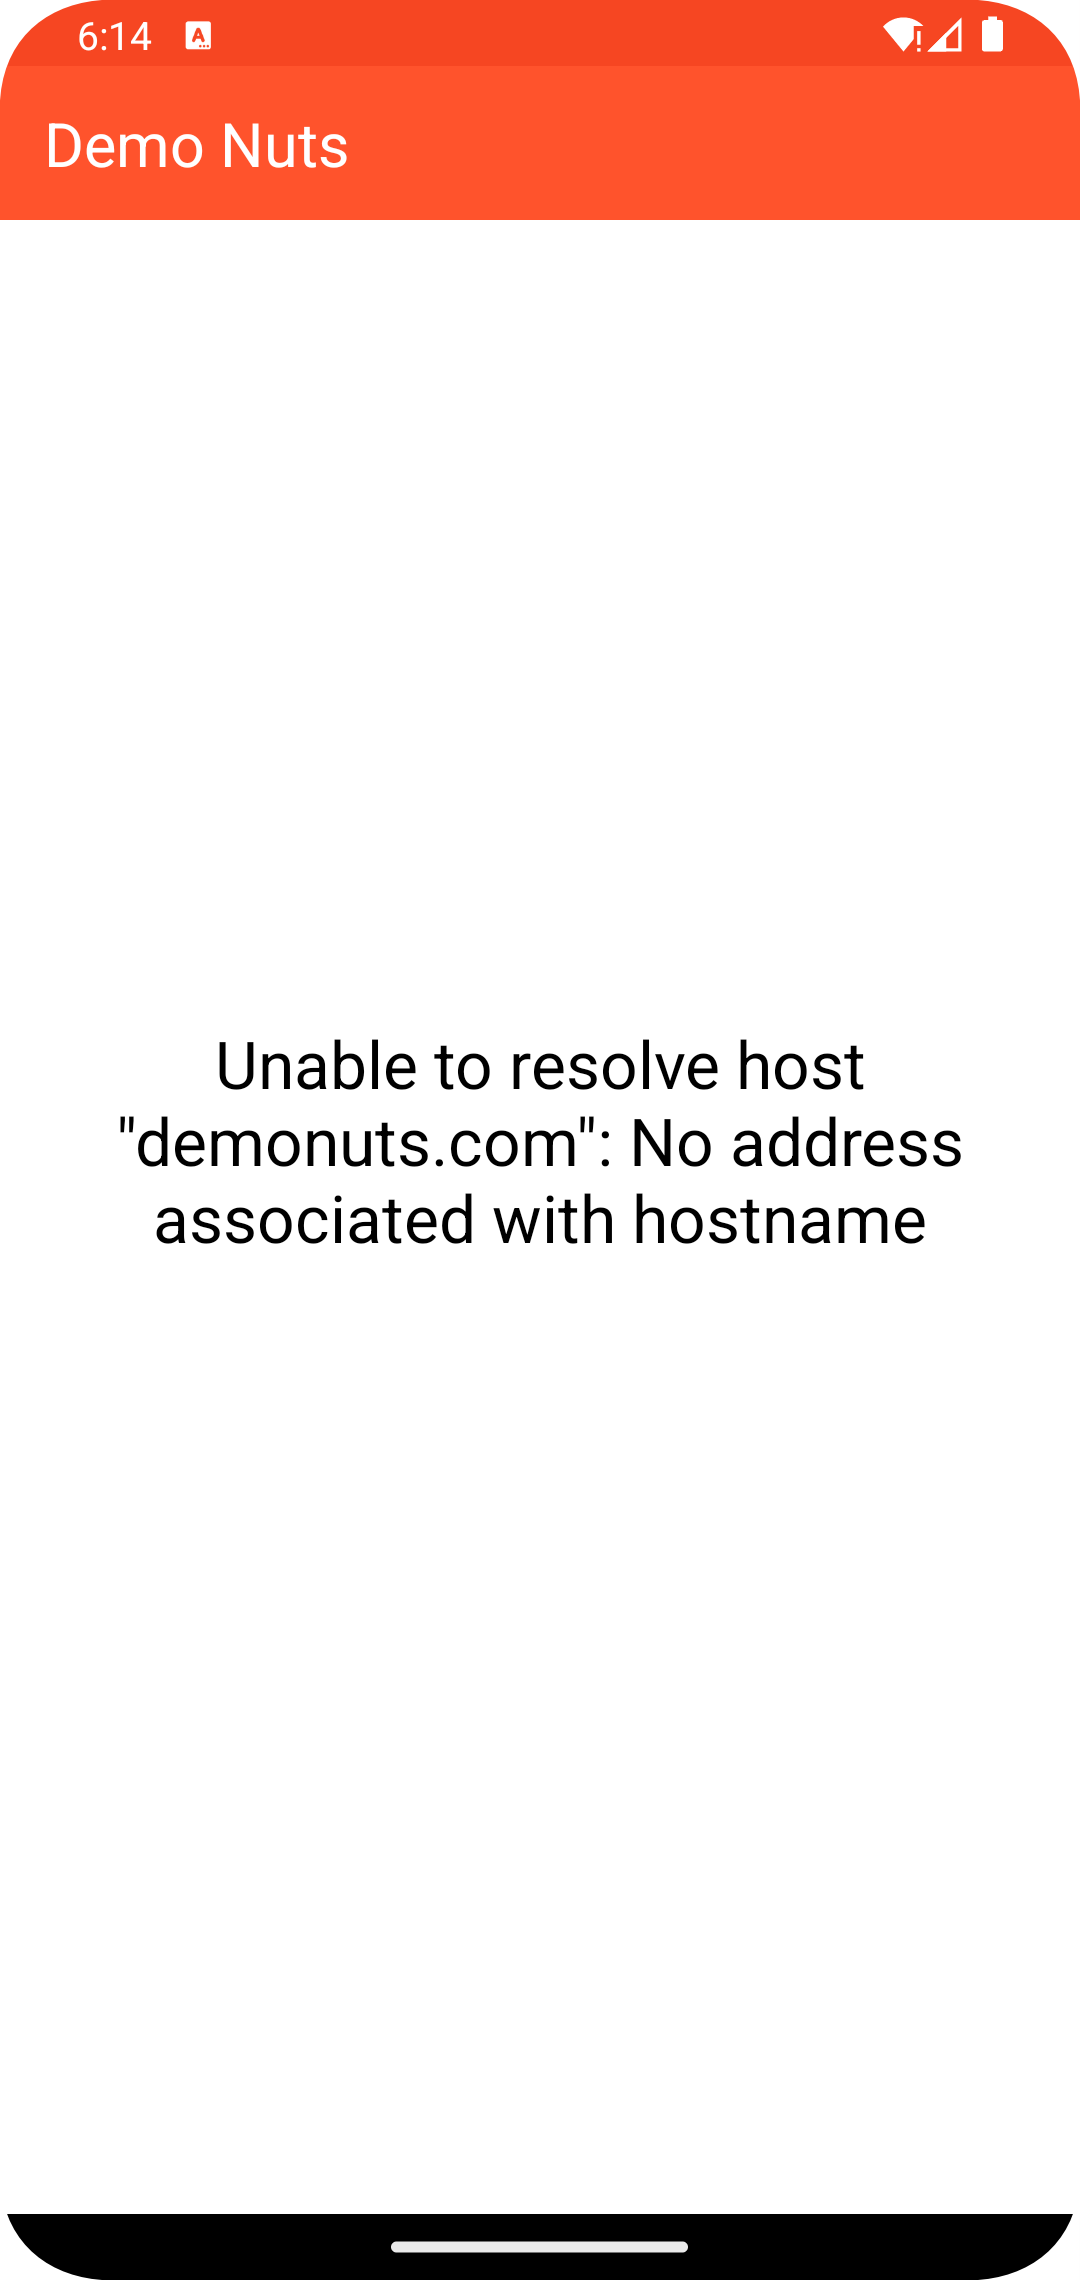 6:14
Demo Nuts
Unable to resolve host
"demonuts.com": No address
associated with hostname